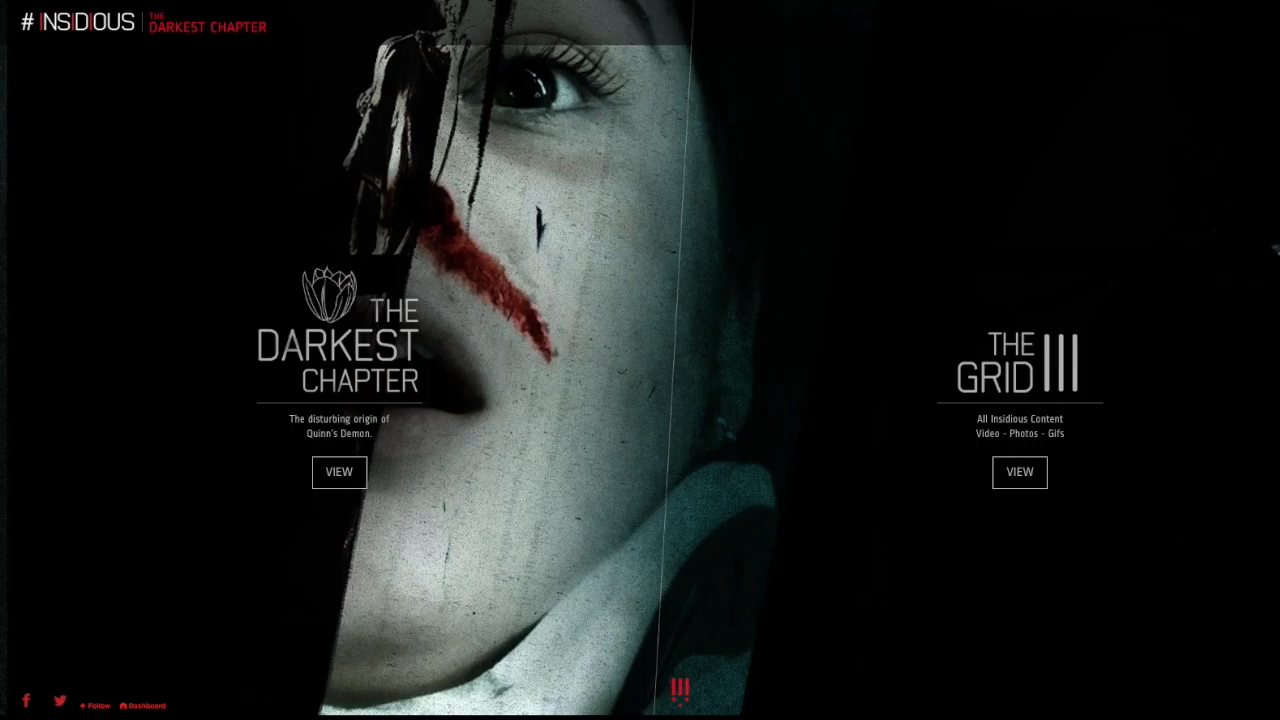 # INSIDIOUS THE
DARKEST CHAPTER
THE
DARKEST
CHAPTER
The disturbing origin of
Quinn's Demon.
VIEW
THE
GRID III
All Insidious Content
Video - Photos - Gifs
VIEW
+ Follow Dashboard